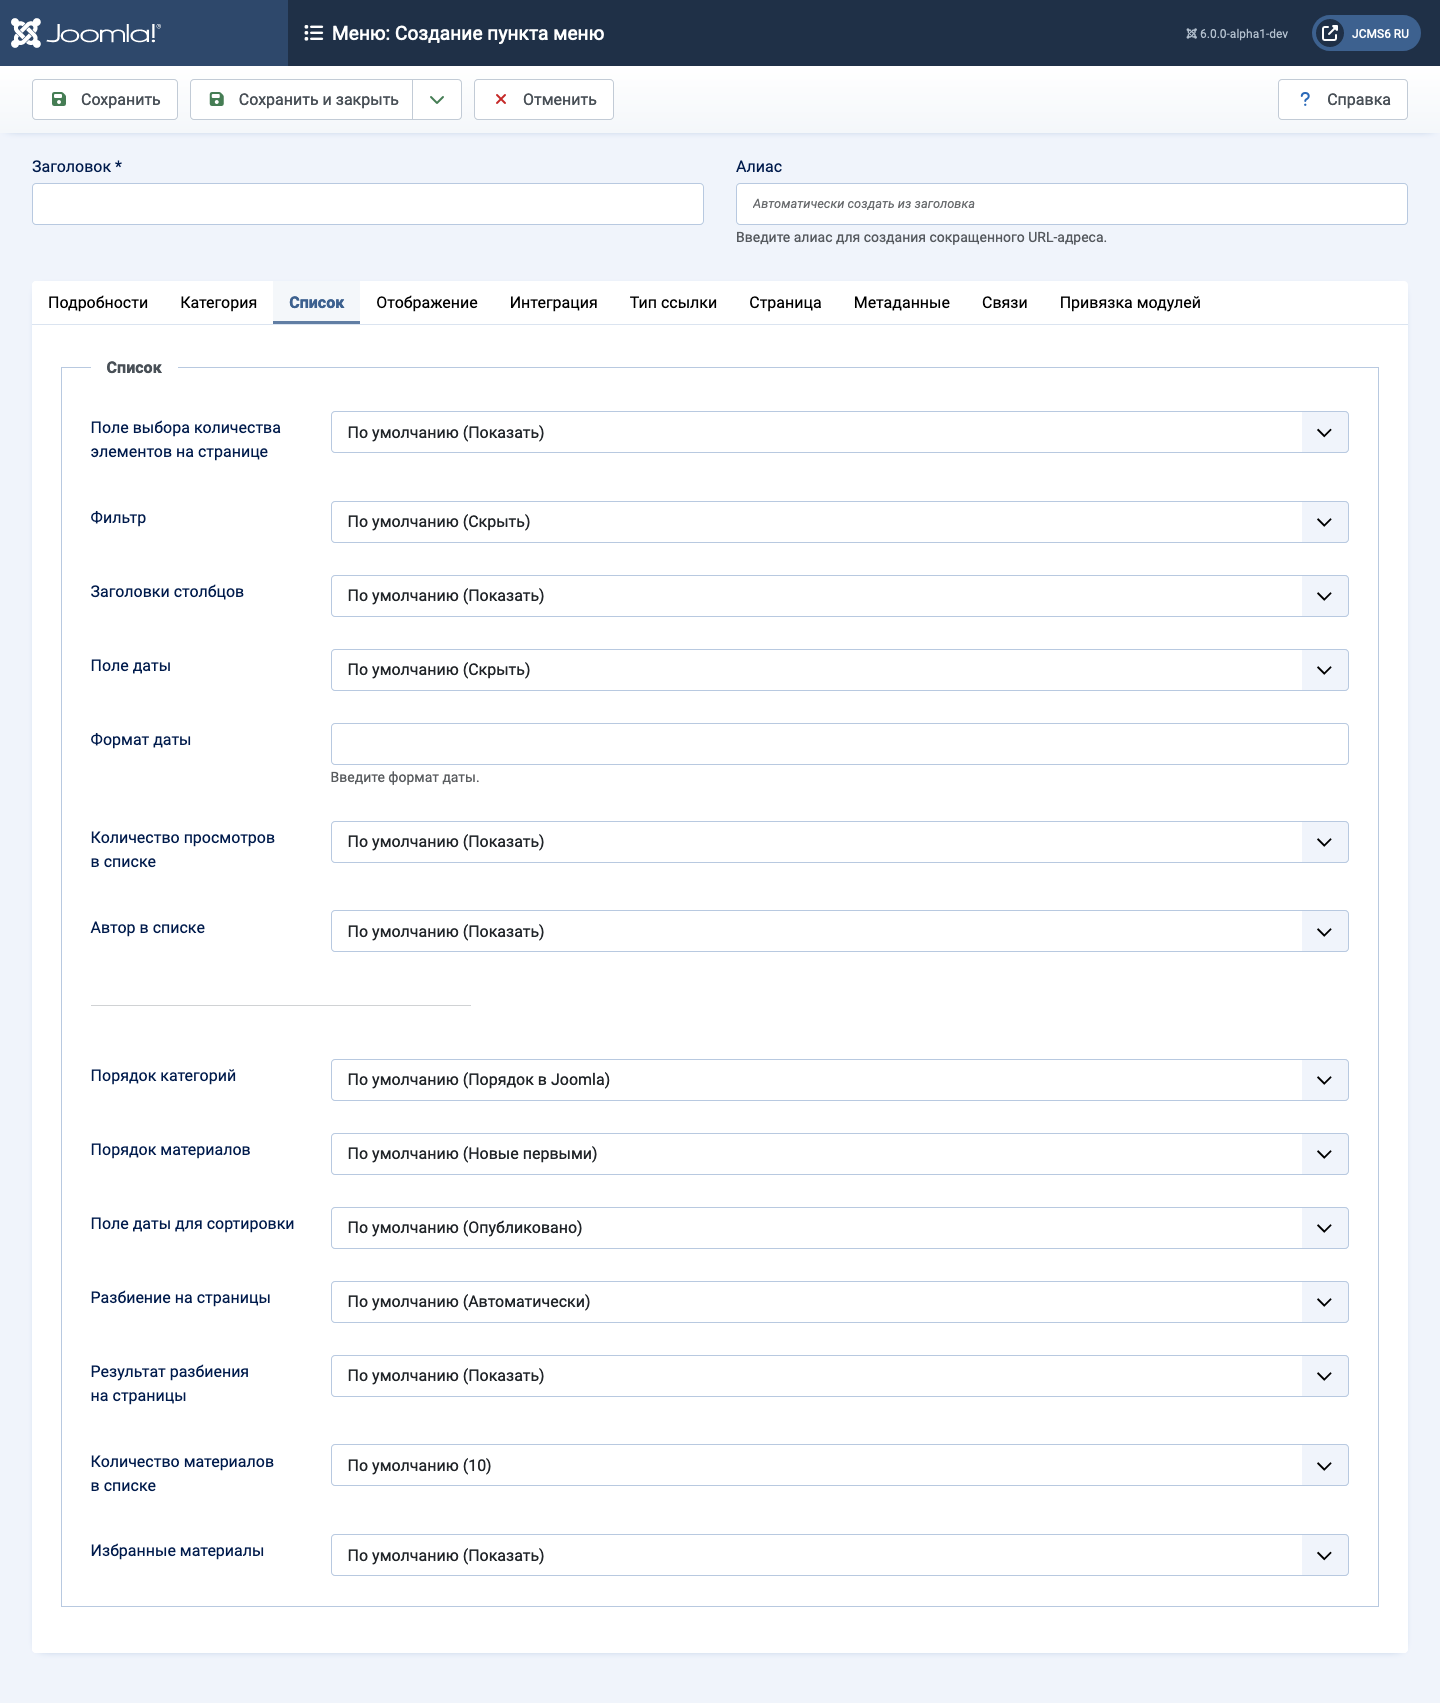 Joomla!®
Меню: Создание пункта меню
6.0.0-alpha1-dev
JCMS6 RU
Сохранить
Сохранить и закрыть
Отменить
? Справка
Заголовок *
Алиас
Автоматически создать из заголовка
Введите алиас для создания сокращенного URL-адреса.
Подробности Категория Список Отображение Интеграция Тип ссылки Страница Метаданные Связи Привязка модулей
Список
Поле выбора количества
элементов на странице
По умолчанию (Показать)
Фильтр
По умолчанию (Скрыть)
Заголовки столбцов
По умолчанию (Показать)
Поле даты
По умолчанию (Скрыть)
Формат даты
Введите формат даты.
Количество просмотров
в списке
По умолчанию (Показать)
Автор в списке
По умолчанию (Показать)
Порядок категорий
По умолчанию (Порядок в Joomla)
Порядок материалов
По умолчанию (Новые первыми)
Поле даты для сортировки
По умолчанию (Опубликовано)
Разбиение на страницы
По умолчанию (Автоматически)
Результат разбиения
на страницы
По умолчанию (Показать)
Количество материалов
в списке
По умолчанию (10)
Избранные материалы
По умолчанию (Показать)